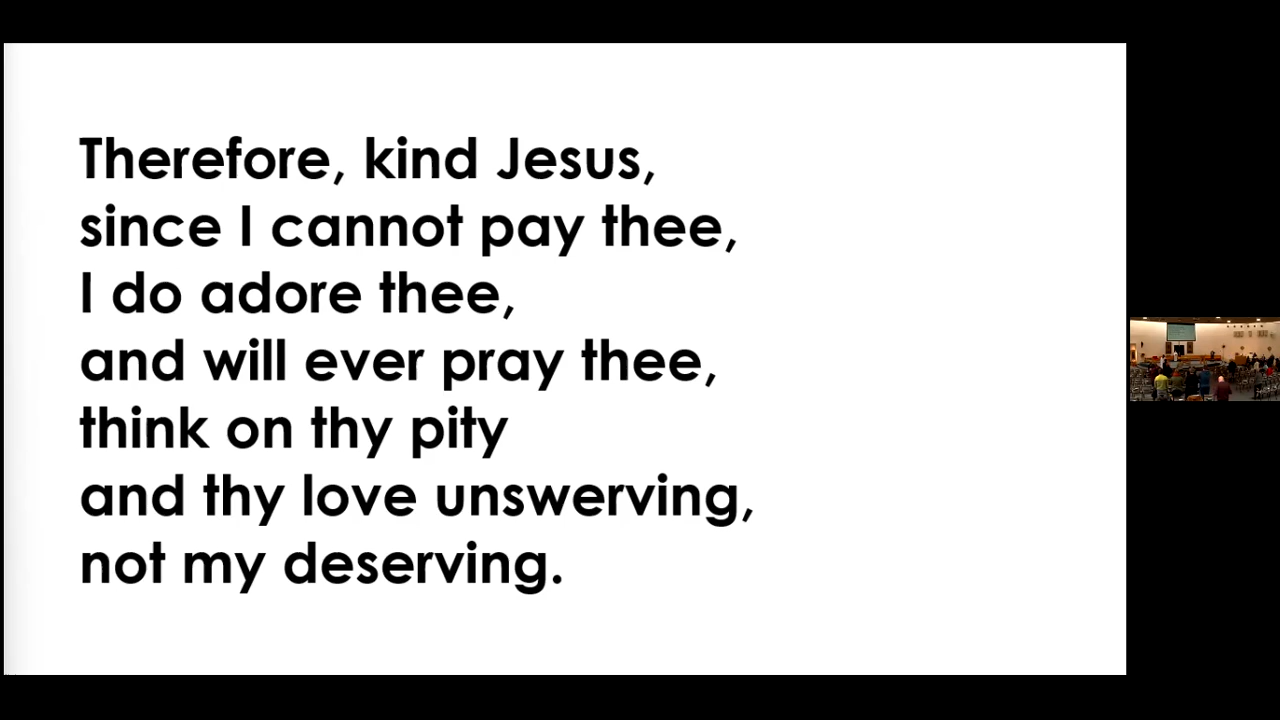 Therefore, kind Jesus,
since I cannot pay thee,
I do adore thee,
and will ever pray thee,
think on thy pity
and thy love unswerving,
not my deserving.